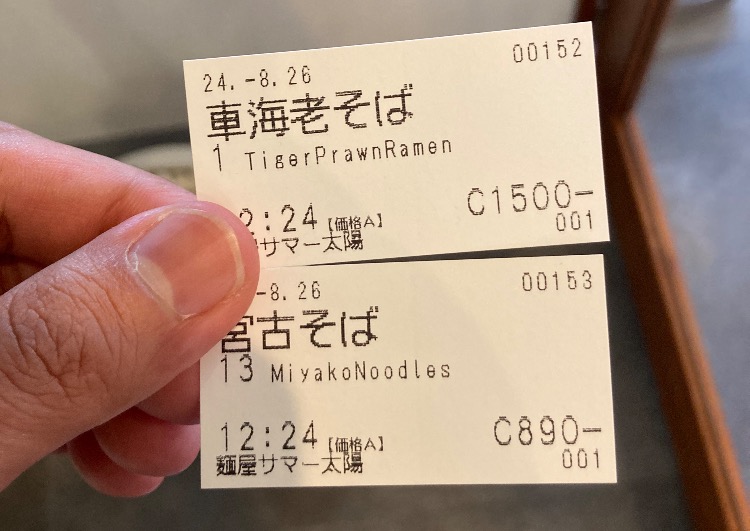 24.-8.26 00152
車海老そば
1 TigerPrawnRamen
2:24【価格A】 C1500-
サマー太陽 001
-8.26 00153
宮古そば
13 MiyakoNoodles
12:24【価格A】 C890-
麺屋サマー太陽 001